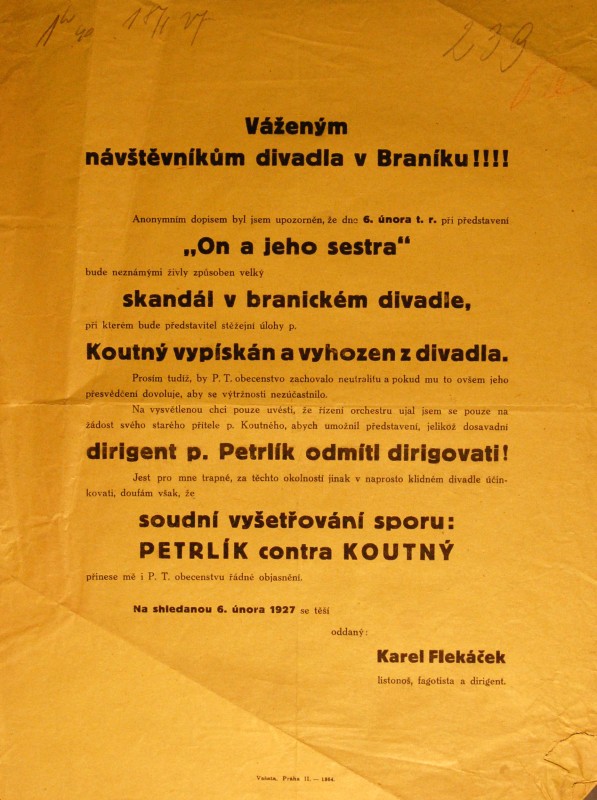 239
Váženým
návštěvníkům divadla v Braníku!!!!
Anonymním dopisem byl jsem upozorněn, že dne 6. února t. r. při představení
„On a jeho sestra“
bude neznámými živly způsoben velký
skandál v branickém divadle,
při kterém bude představitel stěžejní úlohy p.
Koutný vypískán a vyhozen z divadla.
Prosím tudíž, by P. T. obecenstvo zachovalo neutralitu a pokud mu to ovšem jeho
přesvědčení dovoluje, aby se výtržnosti nezúčastnilo.
Na vysvětlenou chci pouze uvésti, že řízení orchestru ujal jsem se pouze na
žádost svého starého přítele p. Koutného, abych umožnil představení, jelikož dosavadní
dirigent p. Petrlík odmítl dirigovati!
Jest pro mne trapné, za těchto okolností jinak v naprosto klidném divadle účin-
kovati, doufám však, že
soudní vyšetřování sporu:
PETRLÍK contra KOUTNÝ
přinese mě i P. T. obecenstvu řádné objasnění.
Na shledanou 6. února 1927 se těší
oddaný:
Karel Flekáček
listonoš, fagotista a dirigent.
Praha II. — 1894.